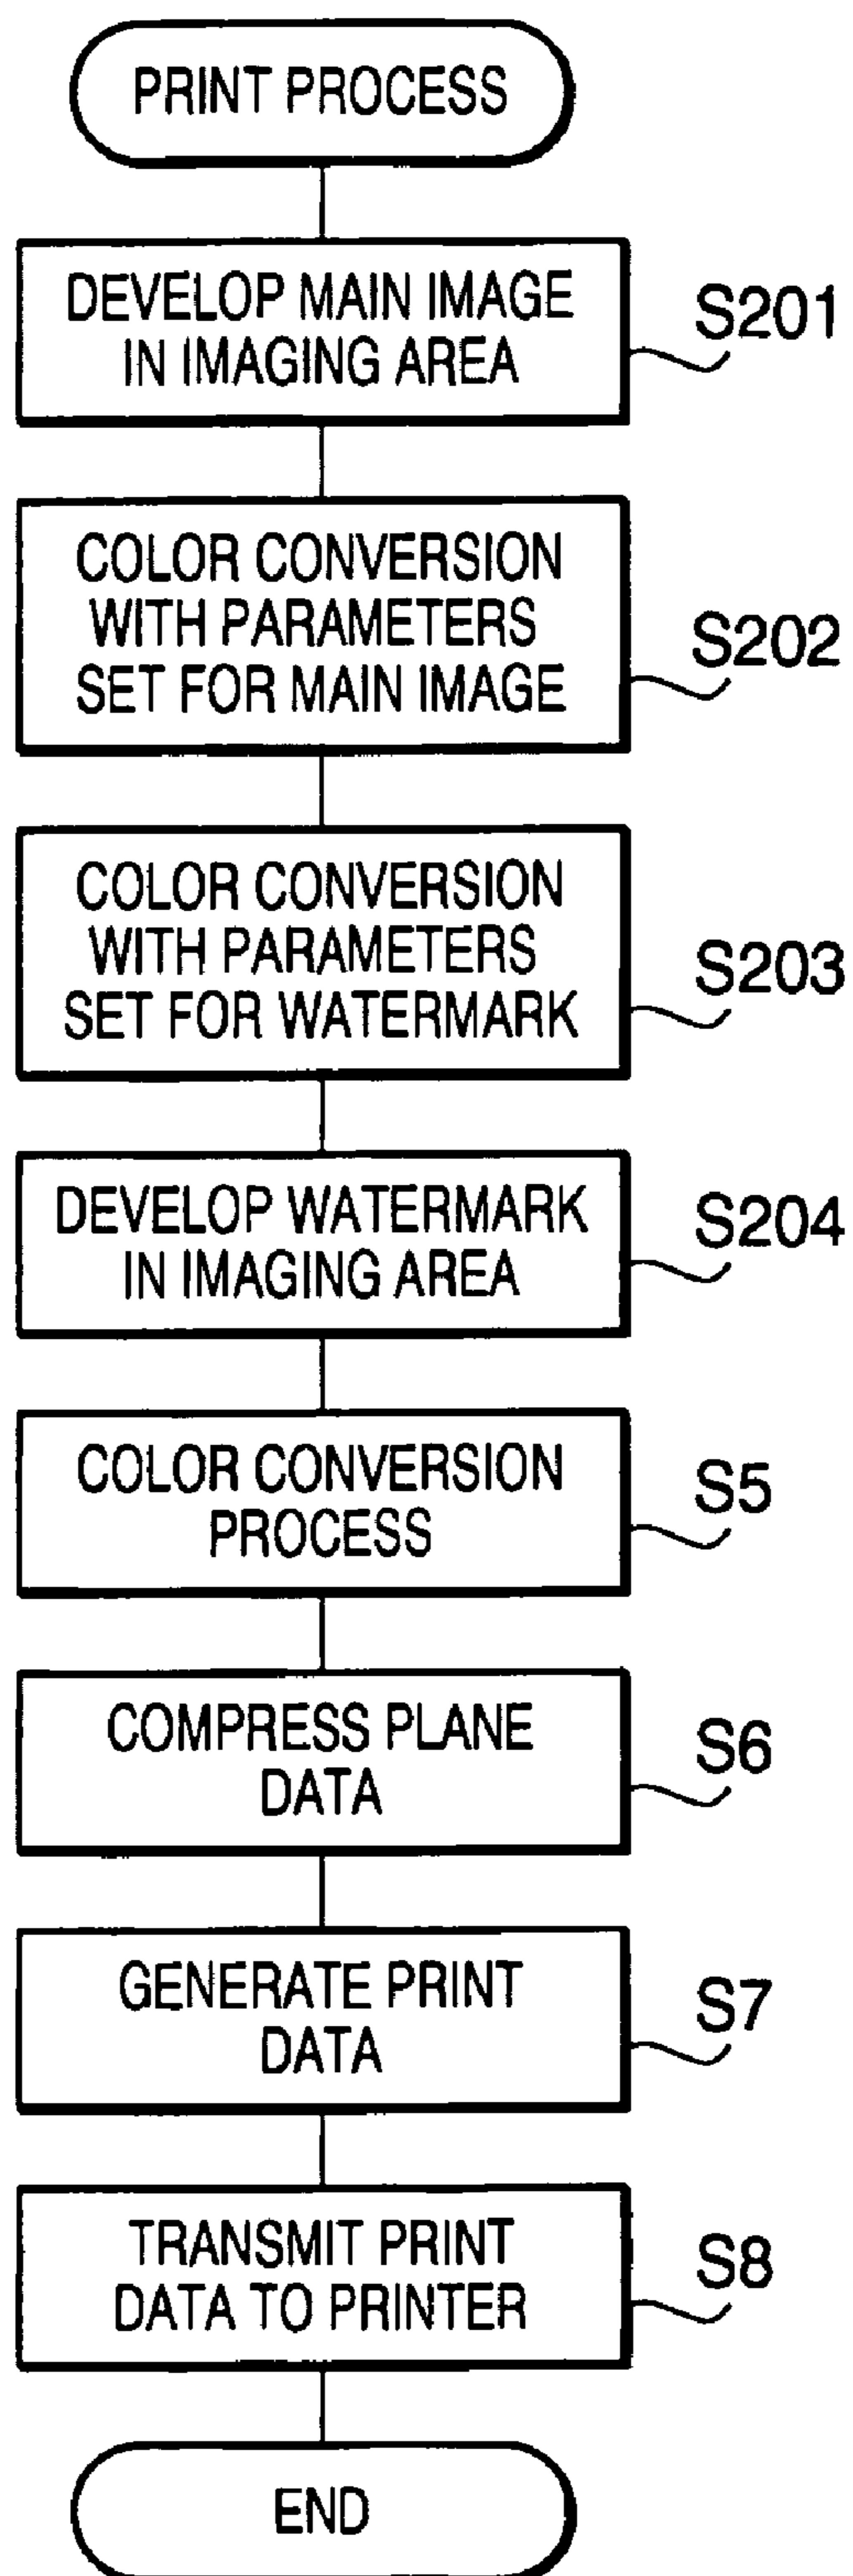 PRINT PROCESS
DEVELOP MAIN IMAGE
IN IMAGING AREA
S201
COLOR CONVERSION
WITH PARAMETERS
SET FOR MAIN IMAGE
S202
COLOR CONVERSION
WITH PARAMETERS
SET FOR WATERMARK
S203
DEVELOP WATERMARK
IN IMAGING AREA
S204
COLOR CONVERSION
PROCESS
S5
COMPRESS PLANE
DATA
S6
GENERATE PRINT
DATA
S7
TRANSMIT PRINT
DATA TO PRINTER
S8
END